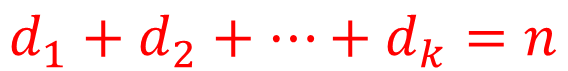 d₁ + d₂ + ⋯ + dₖ = n